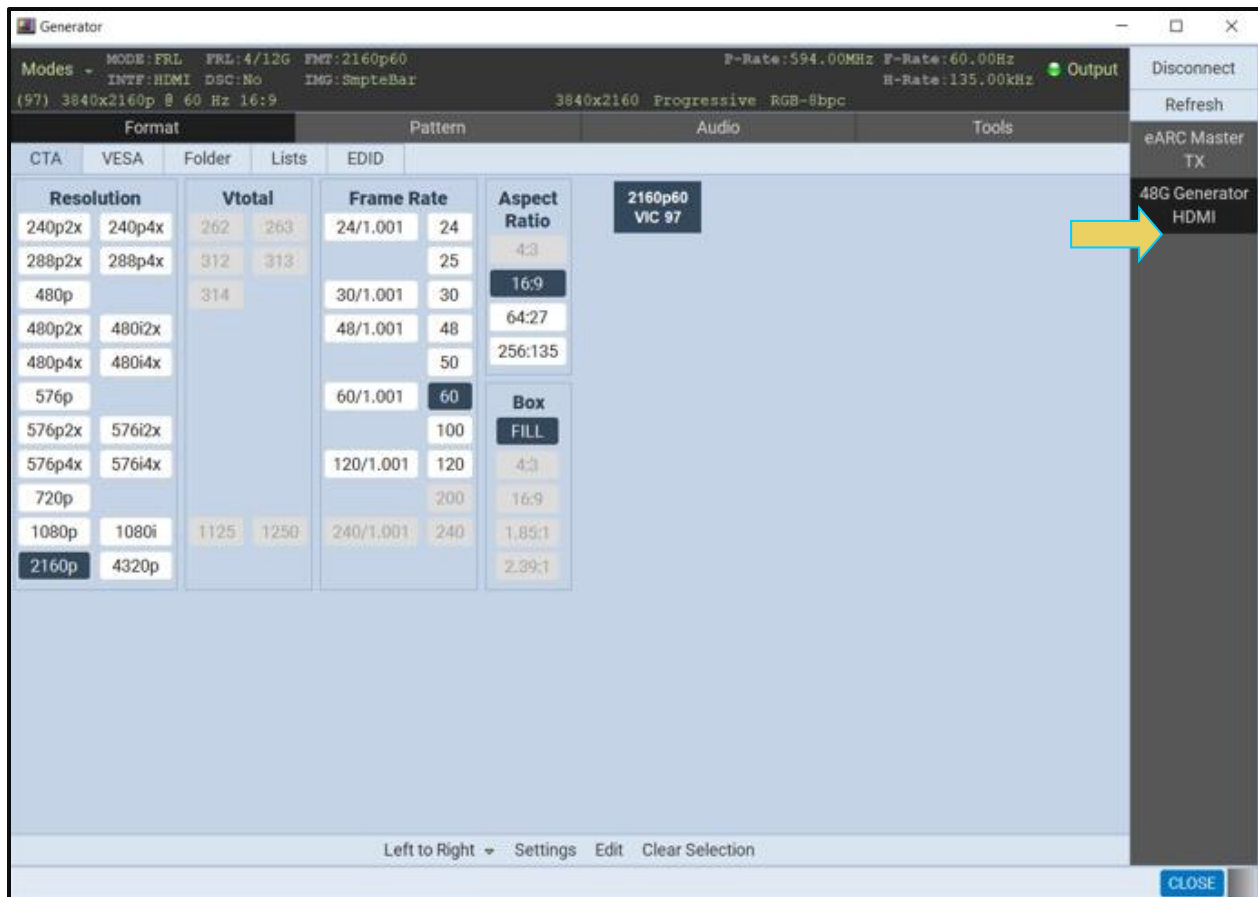 Generator
Modes MODE:FRL FRL:4/12G FMT:2160p60 P-Rate:594.00MHz F-Rate:60.00Hz Output
INTF:HDMI DSC:No IMG:SmpteBar H-Rate:135.00kHz
(97) 3840x2160p @ 60 Hz 16:9 3840x2160 Progressive RGB-8bpc
Disconnect
Refresh
eARC Master
TX
48G Generator
HDMI
Format Pattern Audio Tools
CTA VESA Folder Lists EDID
Resolution
240p2x 240p4x
288p2x 288p4x
480p
480p2x 480i2x
480p4x 480i4x
576p
576p2x 576i2x
576p4x 576i4x
720p
1080p 1080i
2160p 4320p
Vtotal
262 263
312 313
314
1125 1250
Frame Rate
24/1.001 24
25
30/1.001 30
48/1.001 48
50
60/1.001 60
100
120/1.001 120
200
240/1.001 240
Aspect
Ratio
4:3
16:9
64:27
256:135
Box
FILL
4:3
16:9
1.85:1
2.39:1
2160p60
VIC 97
Left to Right Settings Edit Clear Selection
CLOSE